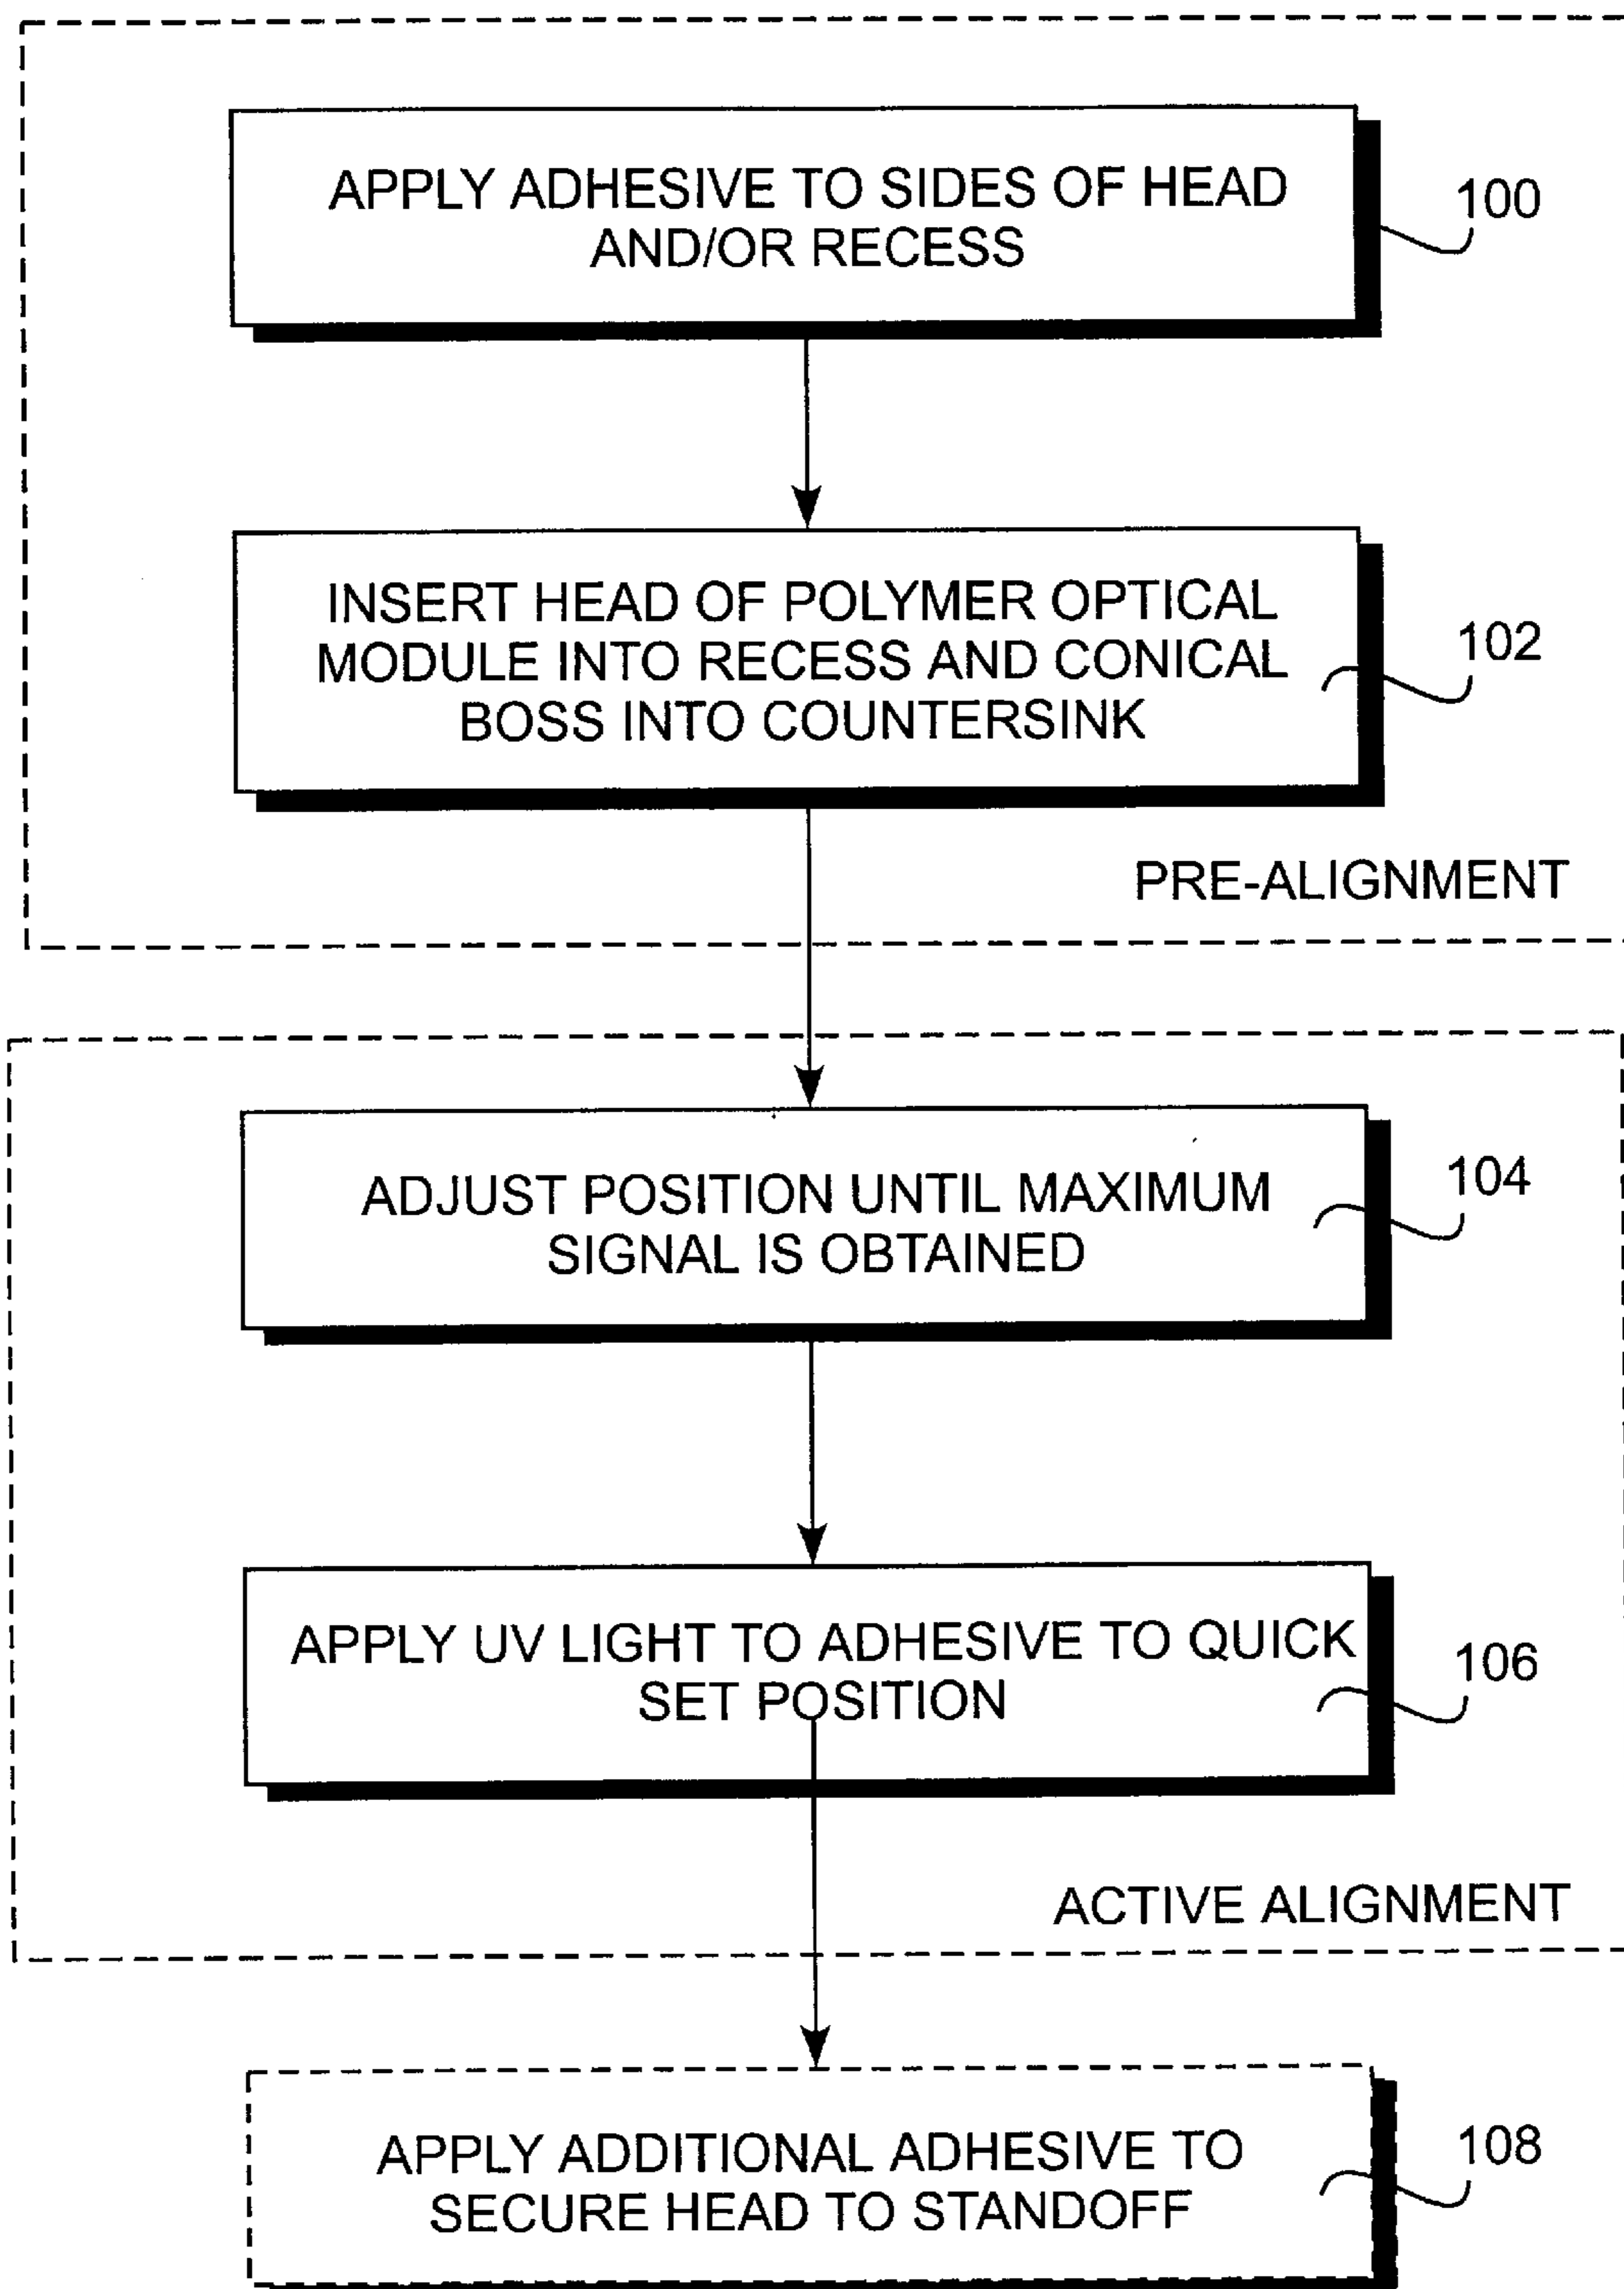 APPLY ADHESIVE TO SIDES OF HEAD
AND/OR RECESS
100
INSERT HEAD OF POLYMER OPTICAL
MODULE INTO RECESS AND CONICAL
BOSS INTO COUNTERSINK
102
PRE-ALIGNMENT
ADJUST POSITION UNTIL MAXIMUM
SIGNAL IS OBTAINED
104
APPLY UV LIGHT TO ADHESIVE TO QUICK
SET POSITION
106
ACTIVE ALIGNMENT
APPLY ADDITIONAL ADHESIVE TO
SECURE HEAD TO STANDOFF
108